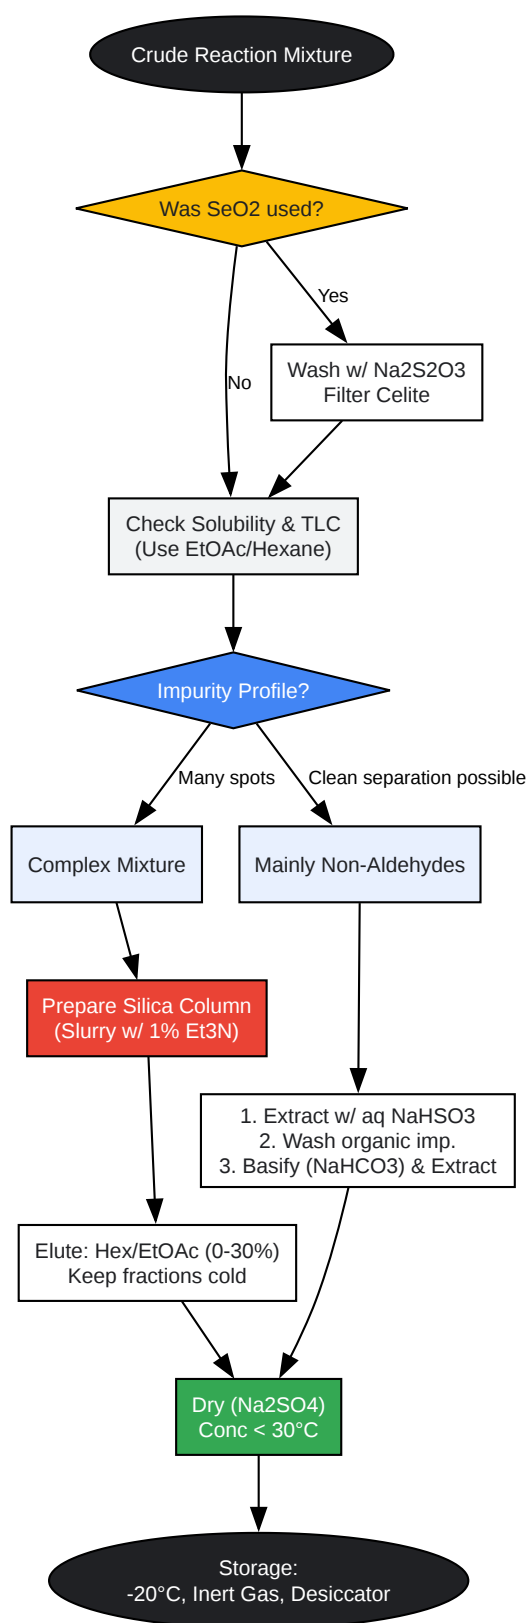 Crude Reaction Mixture
Was SeO2 used?
Yes
Wash w/ Na2S2O3
Filter Celite
No
Check Solubility & TLC
(Use EtOAc/Hexane)
Impurity Profile?
Many spots
Clean separation possible
Complex Mixture
Mainly Non-Aldehydes
Prepare Silica Column
(Slurry w/ 1% Et3N)
1. Extract w/ aq NaHSO3
2. Wash organic imp.
3. Basify (NaHCO3) & Extract
Elute: Hex/EtOAc (0-30%)
Keep fractions cold
Dry (Na2SO4)
Conc < 30°C
Storage:
-20°C, Inert Gas, Desiccator